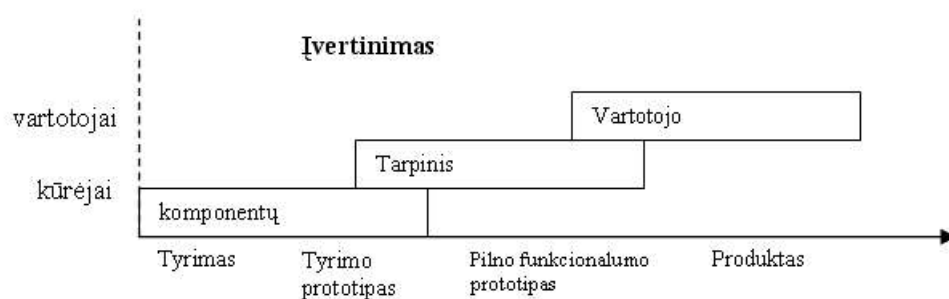 Įvertinimas
vartotojai
Vartotojo
Tarpinis
kūrėjai
komponentų
Tyrimas
Tyrimo
prototipas
Pilno funkcionalumo
prototipas
Produktas